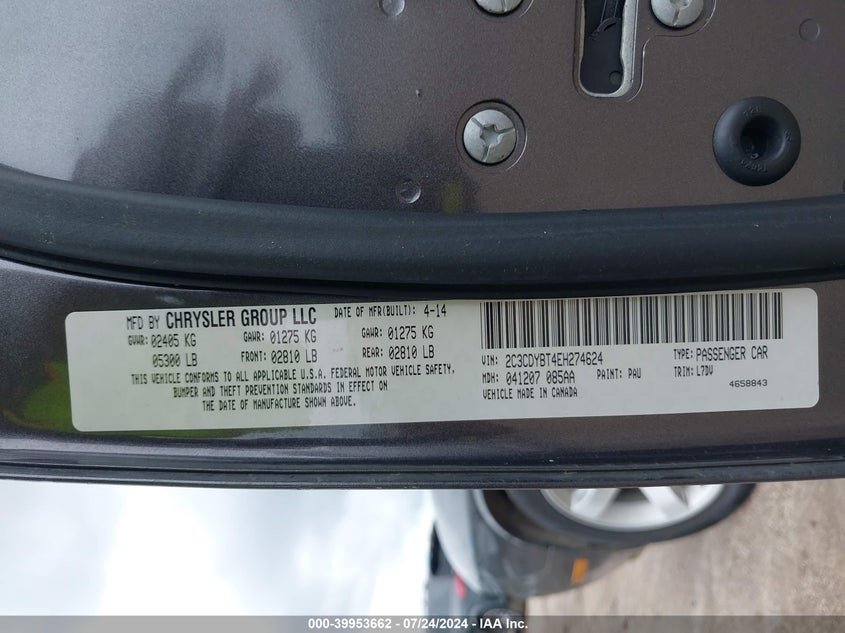 MFD BY CHRYSLER GROUP LLC DATE OF MFR(BUILT): 4-14
GVWR: 02405 KG GAWR: 01275 KG GAWR: 01275 KG
05300 LB FRONT: 02810 LB REAR: 02810 LB
THIS VEHICLE CONFORMS TO ALL APPLICABLE U.S.A. FEDERAL MOTOR VEHICLE SAFETY,
BUMPER AND THEFT PREVENTION STANDARDS IN EFFECT ON
THE DATE OF MANUFACTURE SHOWN ABOVE.
VIN: 2C3CDYBT4EH274624 TYPE: PASSENGER CAR
MDH: 041207 085AA PAINT: PAU TRIM: L7DV
VEHICLE MADE IN CANADA 4658843
000-39953662 - 07/24/2024 - IAA Inc.